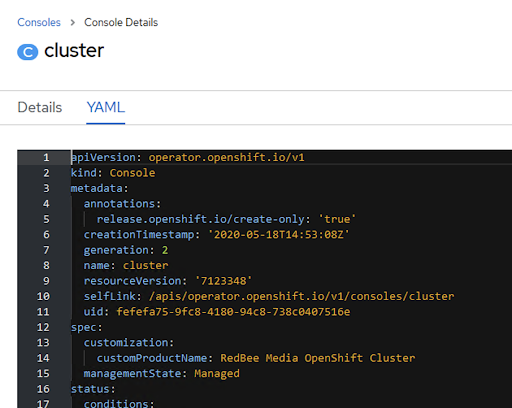 Consoles > Console Details
C cluster
Details YAML
1 apiVersion: operator.openshift.io/v1
2 kind: Console
3 metadata:
4 annotations:
5 release.openshift.io/create-only: 'true'
6 creationTimestamp: '2020-05-18T14:53:08Z'
7 generation: 2
8 name: cluster
9 resourceVersion: '7123348'
10 selfLink: /apis/operator.openshift.io/v1/consoles/cluster
11 uid: fefefa75-9fc8-4180-94c8-738c0407516e
12 spec:
13 customization:
14 customProductName: RedBee Media OpenShift Cluster
15 managementState: Managed
16 status:
17 conditions: